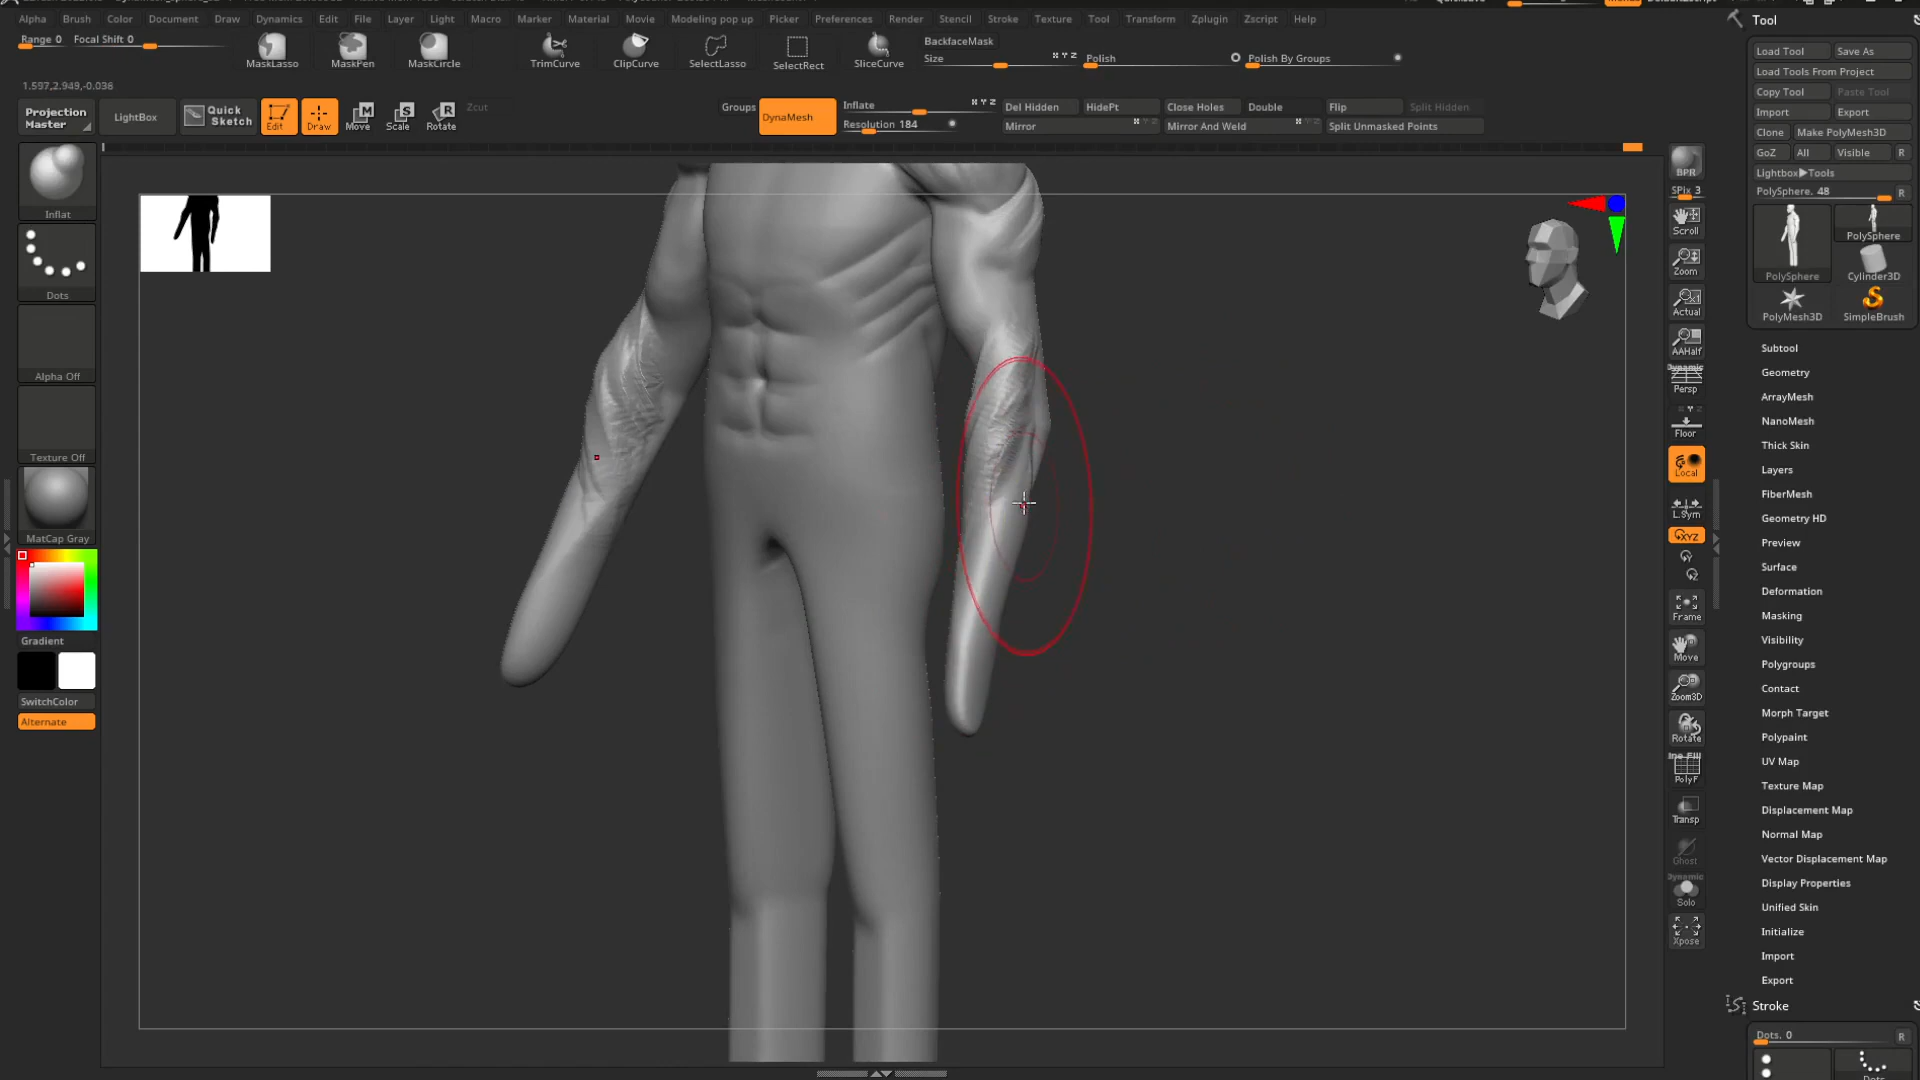 Alpha Brush Color Document Draw Dynamics Edit File Layer Light Macro Marker Material Movie Modeling pop up Picker Preferences Render Stencil Stroke Texture Tool Transform Zplugin Zscript Help
Range 0 Focal Shift 0
MaskLasso MaskPen MaskCircle TrimCurve ClipCurve SelectLasso SelectRect SliceCurve
BackfaceMask
Size X Y Z Polish Polish By Groups
1.597,2.949,-0.038
Projection Master
LightBox
Quick Sketch
Edit Draw Move Scale Rotate
Zcut
Groups
DynaMesh
Inflate X Y Z
Resolution 184
Del Hidden HidePt Close Holes Double Flip Split Hidden
Mirror Mirror And Weld Split Unmasked Points
Inflat
Dots
Alpha Off
Texture Off
MatCap Gray
Gradient
SwitchColor
Alternate
BPR
SPix 3
Scroll
Zoom
Actual
AAHalf
Dynamic
Persp
Floor
Local
L.Sym
XYZ
Y
Z
Frame
Move
Zoom3D
Rotate
Line Fill
PolyF
Transp
Ghost
Dynamic
Solo
Xpose
Tool
Load Tool Save As
Load Tools From Project
Copy Tool Paste Tool
Import Export
Clone Make PolyMesh3D
GoZ All Visible R
Lightbox▶Tools
PolySphere. 48 R
PolySphere PolySphere
Cylinder3D
PolyMesh3D SimpleBrush
Subtool
Geometry
ArrayMesh
NanoMesh
Thick Skin
Layers
FiberMesh
Geometry HD
Preview
Surface
Deformation
Masking
Visibility
Polygroups
Contact
Morph Target
Polypaint
UV Map
Texture Map
Displacement Map
Normal Map
Vector Displacement Map
Display Properties
Unified Skin
Initialize
Import
Export
Stroke
Dots. 0 R